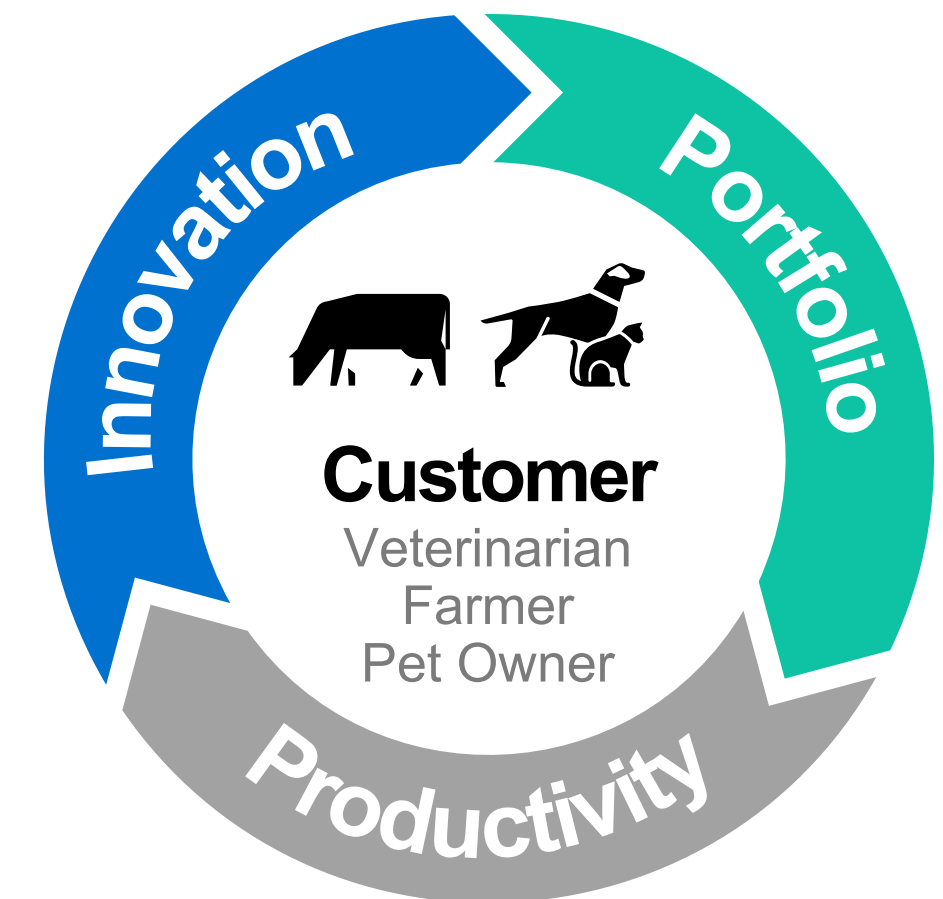 Innovation
Portfolio
Customer
Veterinarian
Farmer
Pet Owner
Productivity